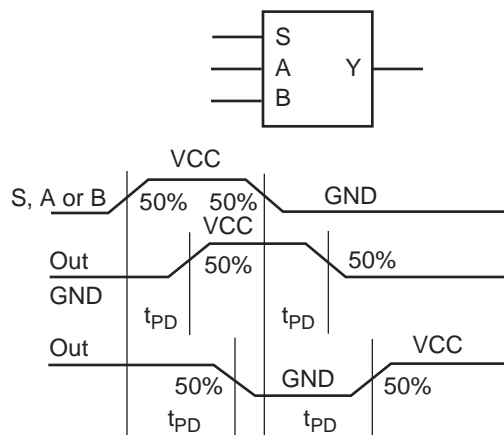 S
A Y
B
VCC
S, A or B 50% 50% GND
VCC
Out 50% 50%
GND
tPD tPD
Out VCC
50% GND 50%
tPD tPD